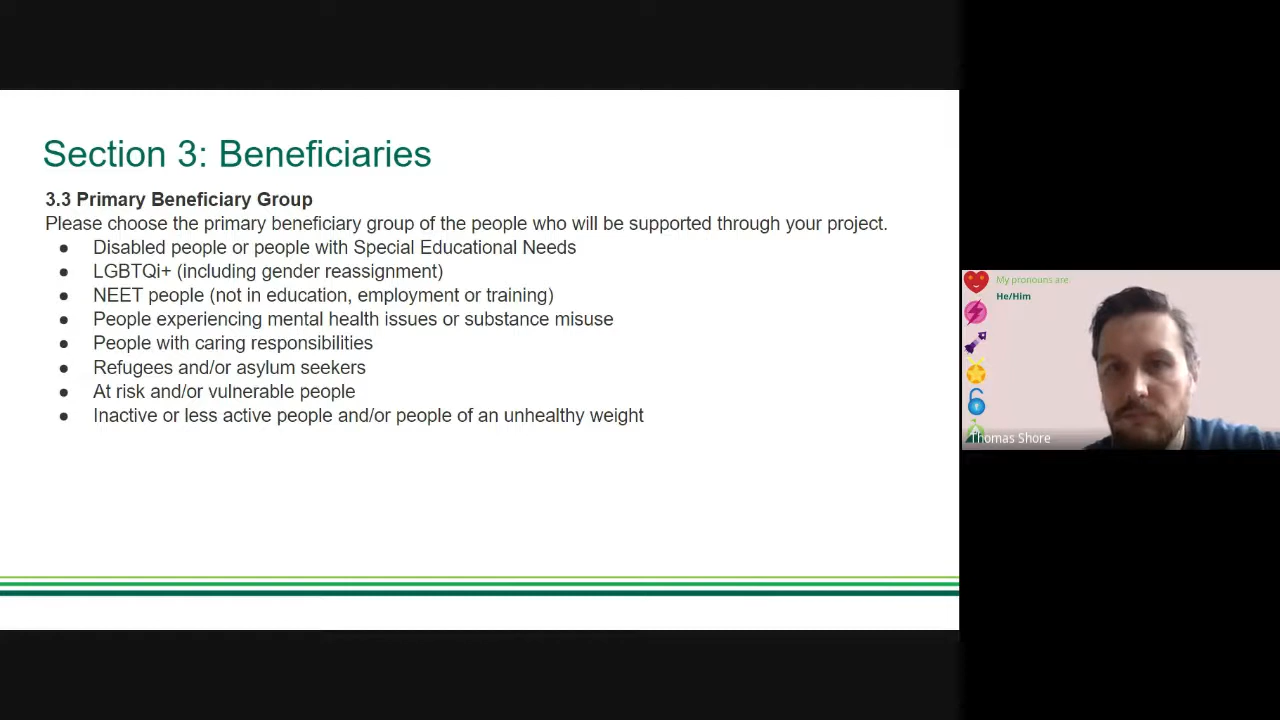 Section 3: Beneficiaries
3.3 Primary Beneficiary Group
Please choose the primary beneficiary group of the people who will be supported through your project.
● Disabled people or people with Special Educational Needs
● LGBTQi+ (including gender reassignment)
● NEET people (not in education, employment or training)
● People experiencing mental health issues or substance misuse
● People with caring responsibilities
● Refugees and/or asylum seekers
● At risk and/or vulnerable people
● Inactive or less active people and/or people of an unhealthy weight
My pronouns are
He/Him
Thomas Shore